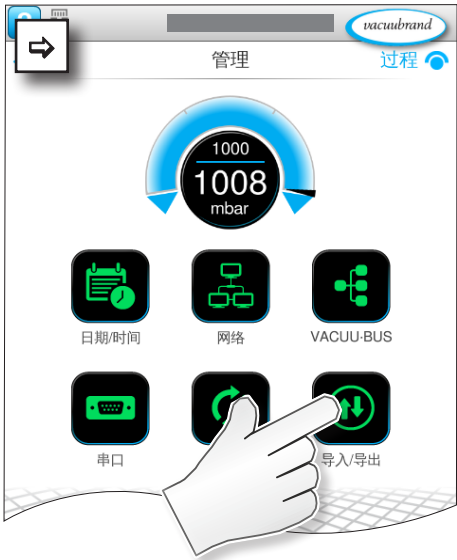 vacuubrand
管理
过程
1000
1008
mbar
日期/时间
网络
VACUU·BUS
串口
导入/导出